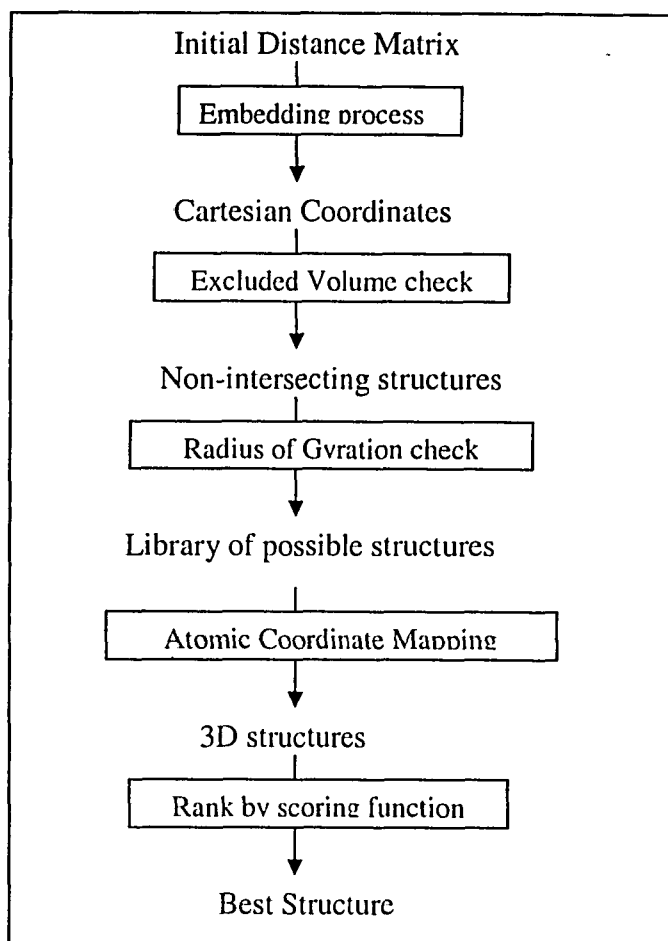 Initial Distance Matrix
Embedding process
Cartesian Coordinates
Excluded Volume check
Non-intersecting structures
Radius of Gyration check
Library of possible structures
Atomic Coordinate Mapping
3D structures
Rank by scoring function
Best Structure